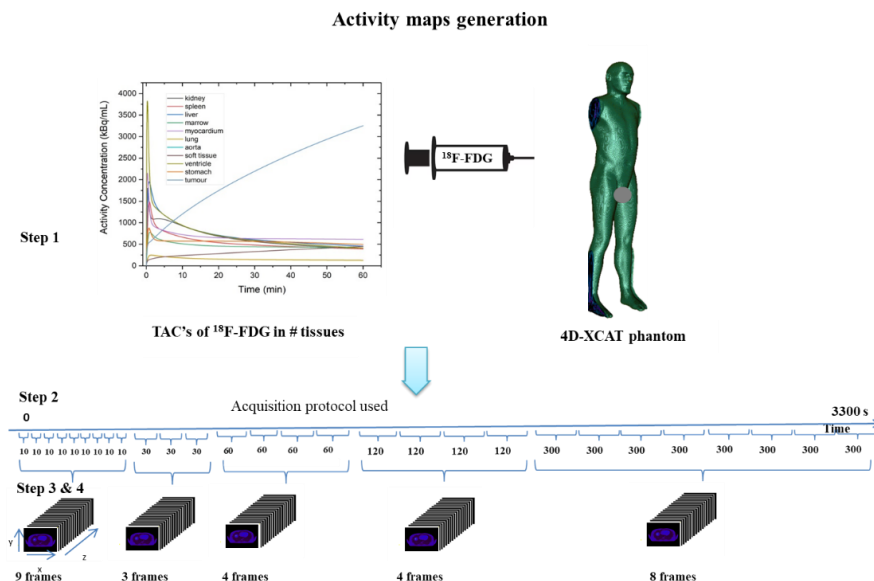 Activity maps generation
Step 1
Activity Concentration (kBq/mL)
4000
3500
3000
2500
2000
1500
1000
500
0
kidney
spleen
liver
marrow
myocardium
lung
aorta
soft tissue
ventricle
stomach
tumour
0 10 20 30 40 50 60
Time (min)
¹⁸F-FDG
TAC's of ¹⁸F-FDG in # tissues
4D-XCAT phantom
Step 2
0
Acquisition protocol used
3300 s
Time
10 10 10 10 10 10 10 10 10 30 30 30 60 60 60 60 120 120 120 120 300 300 300 300 300 300 300 300
Step 3 & 4
Y
X
Z
9 frames 3 frames 4 frames 4 frames 8 frames